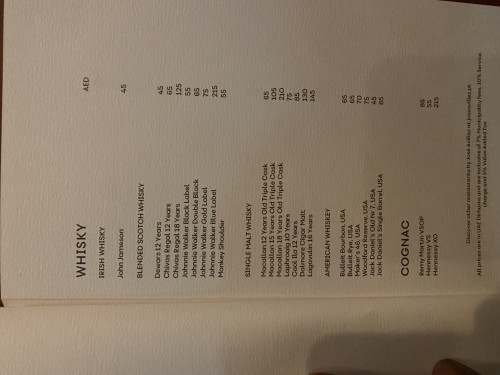 WHISKY AED
IRISH WHISKY
John Jameson 45
BLENDED SCOTCH WHISKY
Dewars 12 Years 45
Chivas Regal 12 Years 65
Chivas Regal 18 Years 125
Johnnie Walker Black Label 55
Johnnie Walker Double Black 65
Johnnie Walker Gold Label 75
Johnnie Walker Blue Label 215
Monkey Shoulder 55
SINGLE MALT WHISKY
Macallan 12 Years Old Triple Cask 65
Macallan 15 Years Old Triple Cask 105
Macallan 18 Years Old Triple Cask 210
Laphroaig 10 Years 75
Caol Ila 12 Years 85
Dalmore Cigar Malt 130
Lagavulin 16 Years 145
AMERICAN WHISKEY
Bulleit Bourbon, USA 65
Bulleit Rye, USA 65
Maker's 46, USA 70
Woodford Reserve, USA 75
Jack Daniel's Old Nr 7, USA 45
Jack Daniel's Single Barrel, USA 85
COGNAC
Remy Martin VSOP 85
Hennessy VS 55
Hennessy XO 215
Discover other restaurants by José Avillez at joseavillez.pt
All prices are in UAE Dirhams and are inclusive of 7% Municipality Fees, 10% Service
charge and 5% Value Added Tax